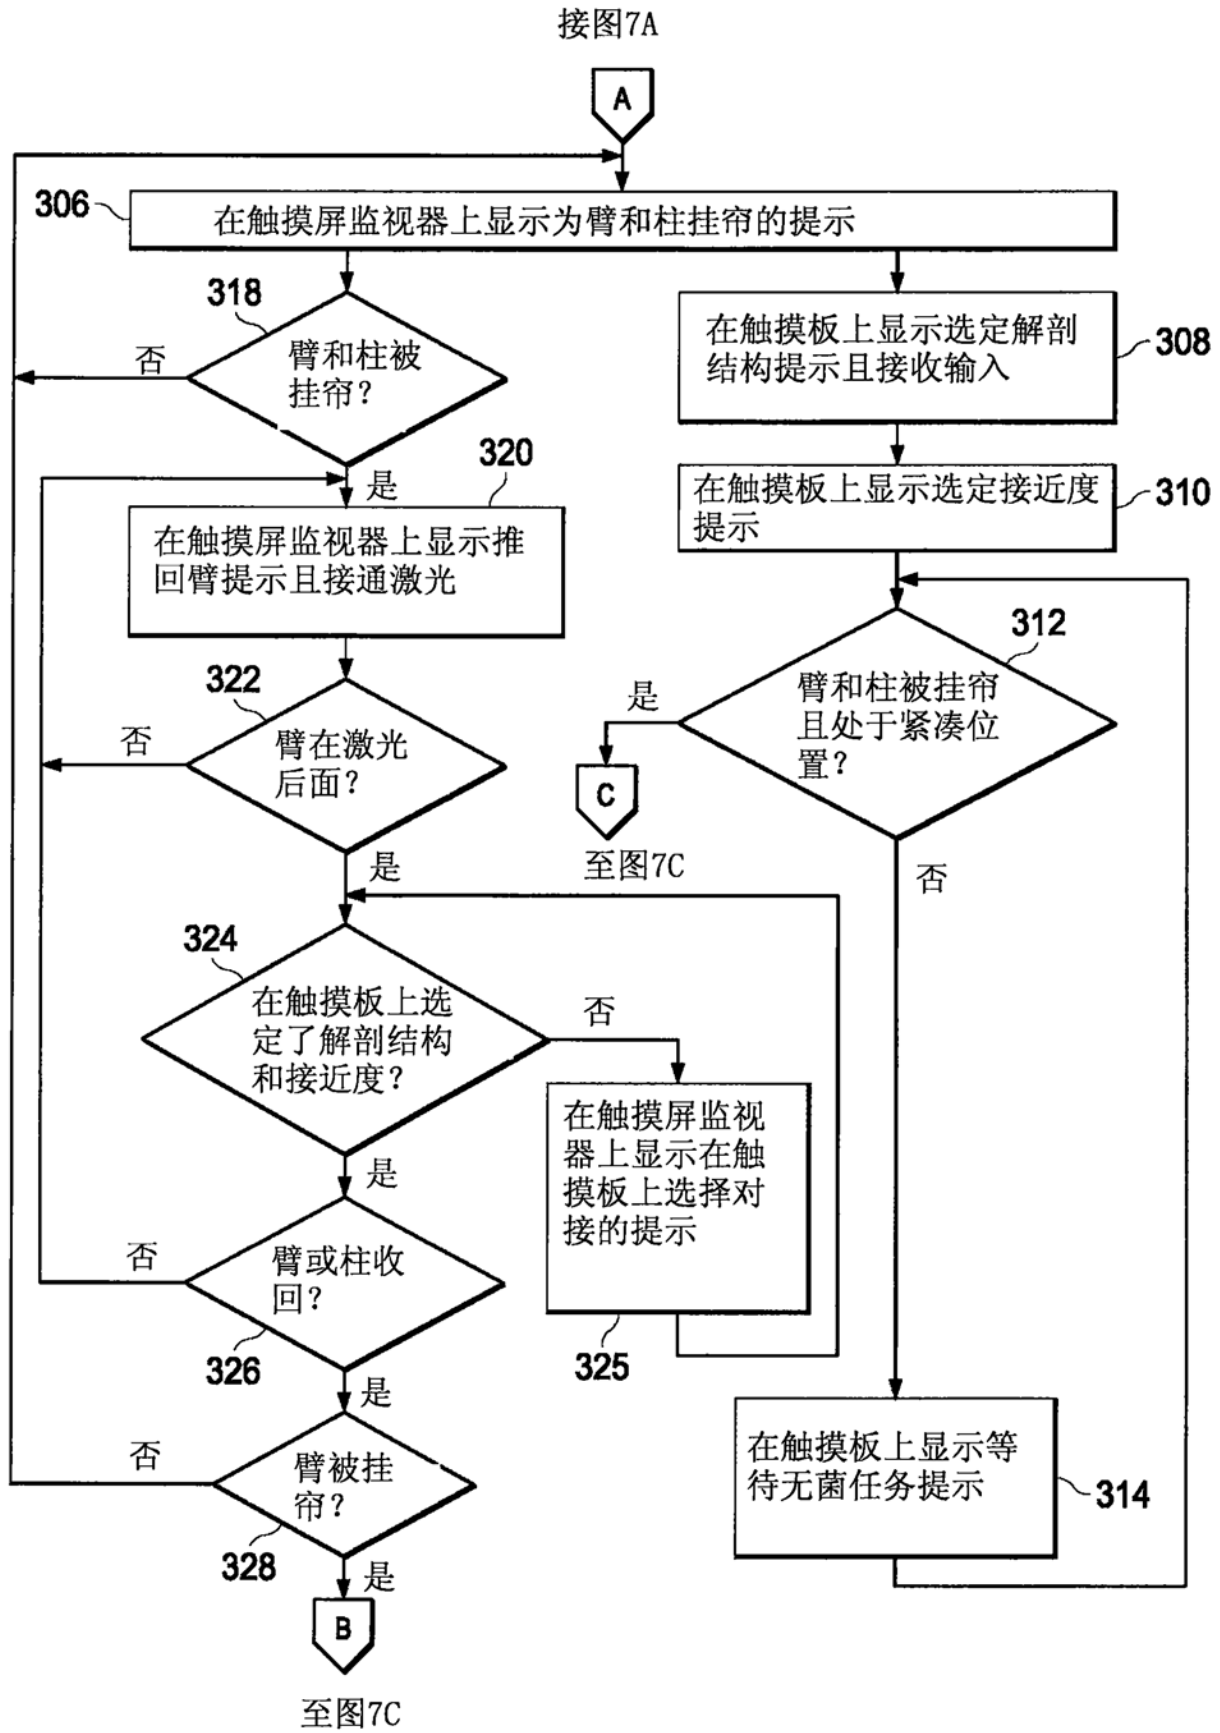 接图7A
A
306
在触摸屏监视器上显示为臂和柱挂帘的提示
318
臂和柱被
挂帘？
否
是
308
在触摸板上显示选定解剖
结构提示且接收输入
320
在触摸屏监视器上显示推
回臂提示且接通激光
310
在触摸板上显示选定接近度
提示
322
臂在激光
后面？
否
是
312
臂和柱被挂帘
且处于紧凑位
置？
是
C
至图7C
否
324
在触摸板上选
定了解剖结构
和接近度？
否
是
在触摸屏监视
器上显示在触
摸板上选择对
接的提示
325
臂或柱收
回？
否
326
是
臂被挂
帘？
否
328
是
在触摸板上显示等
待无菌任务提示
314
B
至图7C